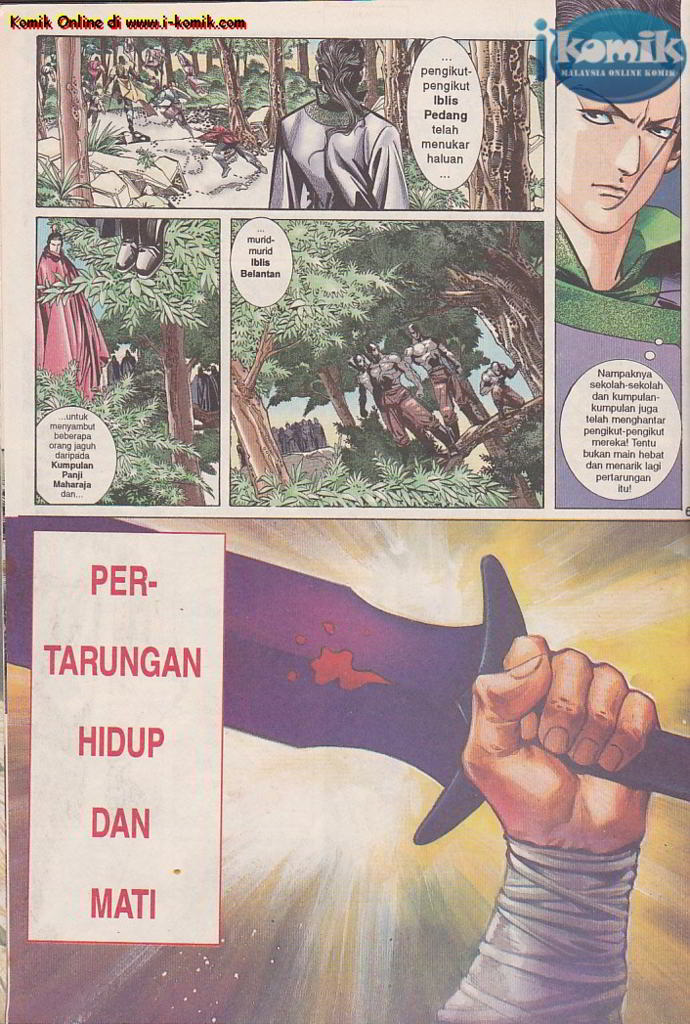 Komik Online di www.i-komik.com
ikomik
MALAYSIA ONLINE KOMIK
...
pengikut-
pengikut
Iblis
Pedang
telah
menukar
haluan
...
...untuk
menyambut
beberapa
orang jaguh
daripada
Kumpulan
Panji
Maharaja
dan...
...
murid-
murid
Iblis
Belantan
Nampaknya
sekolah-sekolah
dan kumpulan-
kumpulan juga
telah menghantar
pengikut-pengikut
mereka! Tentu
bukan main hebat
dan menarik lagi
pertarungan
itu!
6
PER-
TARUNGAN
HIDUP
DAN
MATI